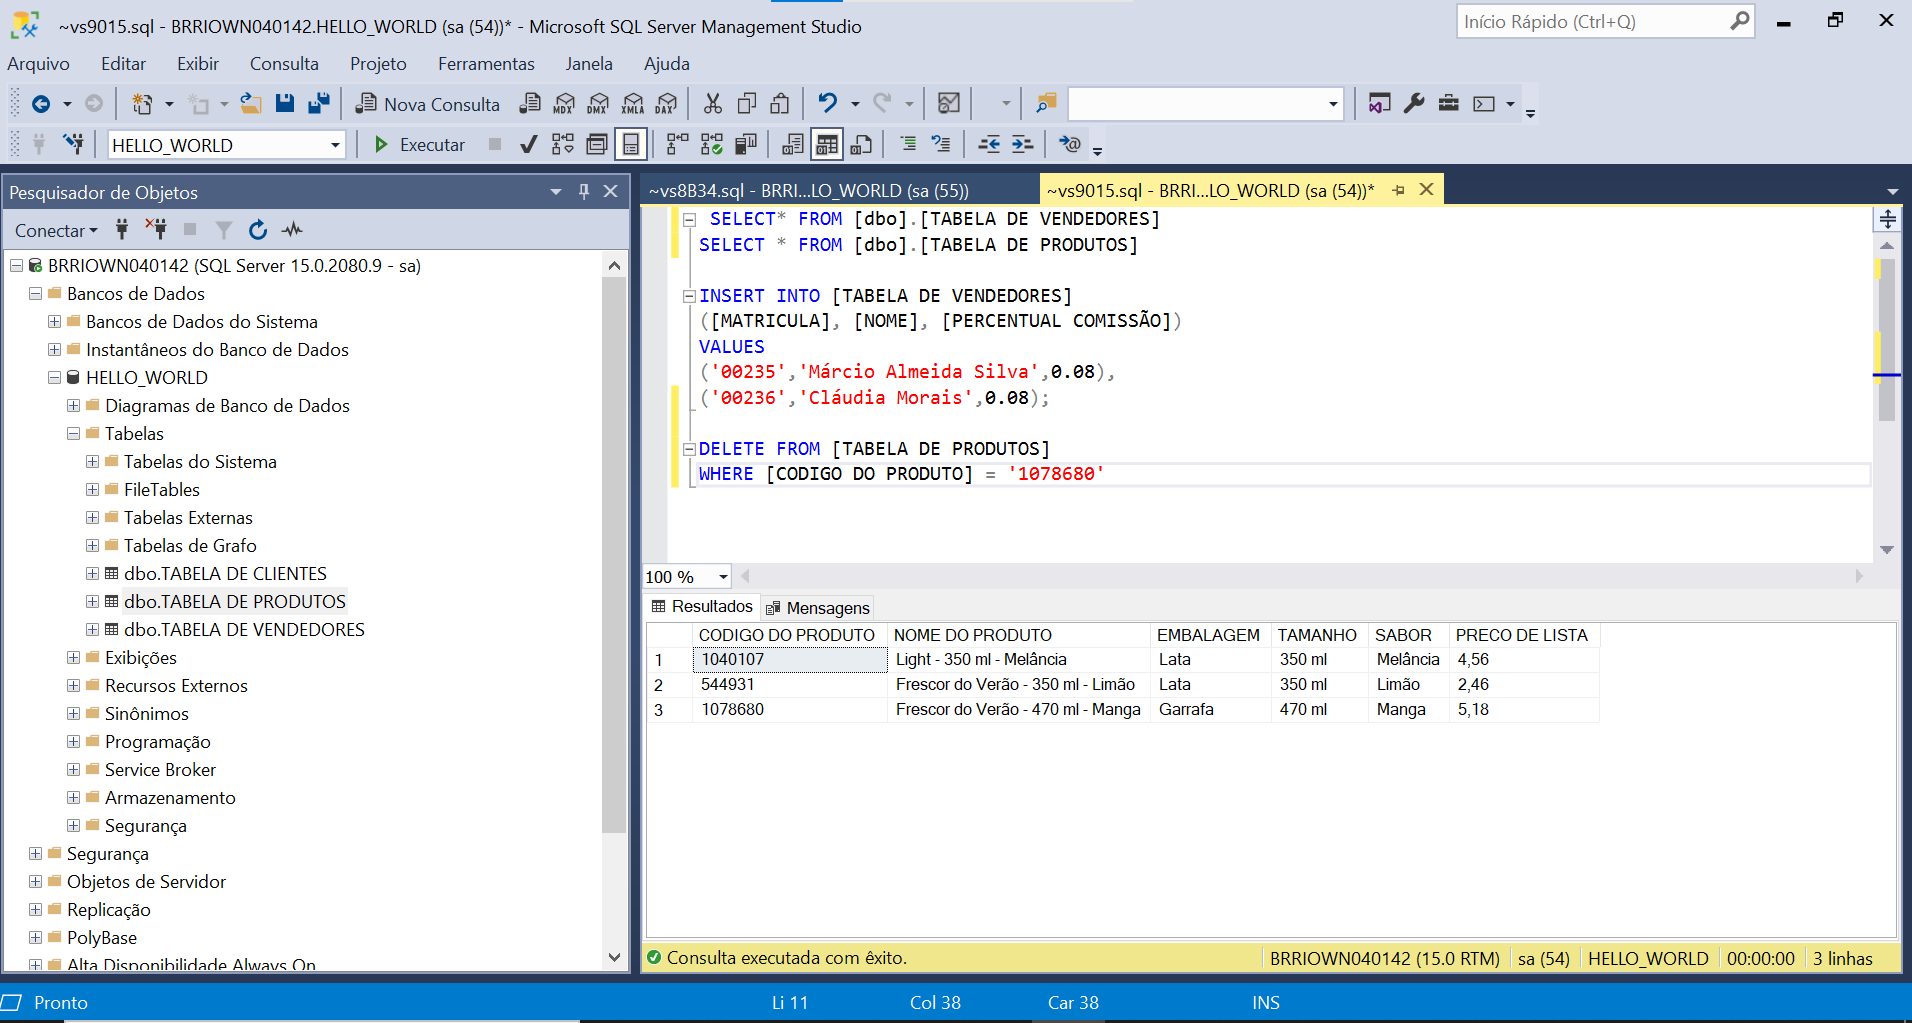 ~vs9015.sql - BRRIOWN040142.HELLO_WORLD (sa (54))* - Microsoft SQL Server Management Studio
Início Rápido (Ctrl+Q)
Arquivo Editar Exibir Consulta Projeto Ferramentas Janela Ajuda
Nova Consulta MDX DMX XMLA DAX
HELLO_WORLD Executar
Pesquisador de Objetos
Conectar
BRRIOWN040142 (SQL Server 15.0.2080.9 - sa)
Bancos de Dados
Bancos de Dados do Sistema
Instantâneos do Banco de Dados
HELLO_WORLD
Diagramas de Banco de Dados
Tabelas
Tabelas do Sistema
FileTables
Tabelas Externas
Tabelas de Grafo
dbo.TABELA DE CLIENTES
dbo.TABELA DE PRODUTOS
dbo.TABELA DE VENDEDORES
Exibições
Recursos Externos
Sinônimos
Programação
Service Broker
Armazenamento
Segurança
Segurança
Objetos de Servidor
Replicação
PolyBase
Alta Disponibilidade Always On
~vs8B34.sql - BRRI...LO_WORLD (sa (55))
~vs9015.sql - BRRI...LO_WORLD (sa (54))*
SELECT* FROM [dbo].[TABELA DE VENDEDORES]
SELECT * FROM [dbo].[TABELA DE PRODUTOS]
INSERT INTO [TABELA DE VENDEDORES]
([MATRICULA], [NOME], [PERCENTUAL COMISSÃO])
VALUES
('00235','Márcio Almeida Silva',0.08),
('00236','Cláudia Morais',0.08);
DELETE FROM [TABELA DE PRODUTOS]
WHERE [CODIGO DO PRODUTO] = '1078680'
100 %
Resultados Mensagens
CODIGO DO PRODUTO NOME DO PRODUTO EMBALAGEM TAMANHO SABOR PRECO DE LISTA
1 1040107 Light - 350 ml - Melância Lata 350 ml Melância 4,56
2 544931 Frescor do Verão - 350 ml - Limão Lata 350 ml Limão 2,46
3 1078680 Frescor do Verão - 470 ml - Manga Garrafa 470 ml Manga 5,18
Consulta executada com êxito. BRRIOWN040142 (15.0 RTM) sa (54) HELLO_WORLD 00:00:00 3 linhas
Pronto Li 11 Col 38 Car 38 INS